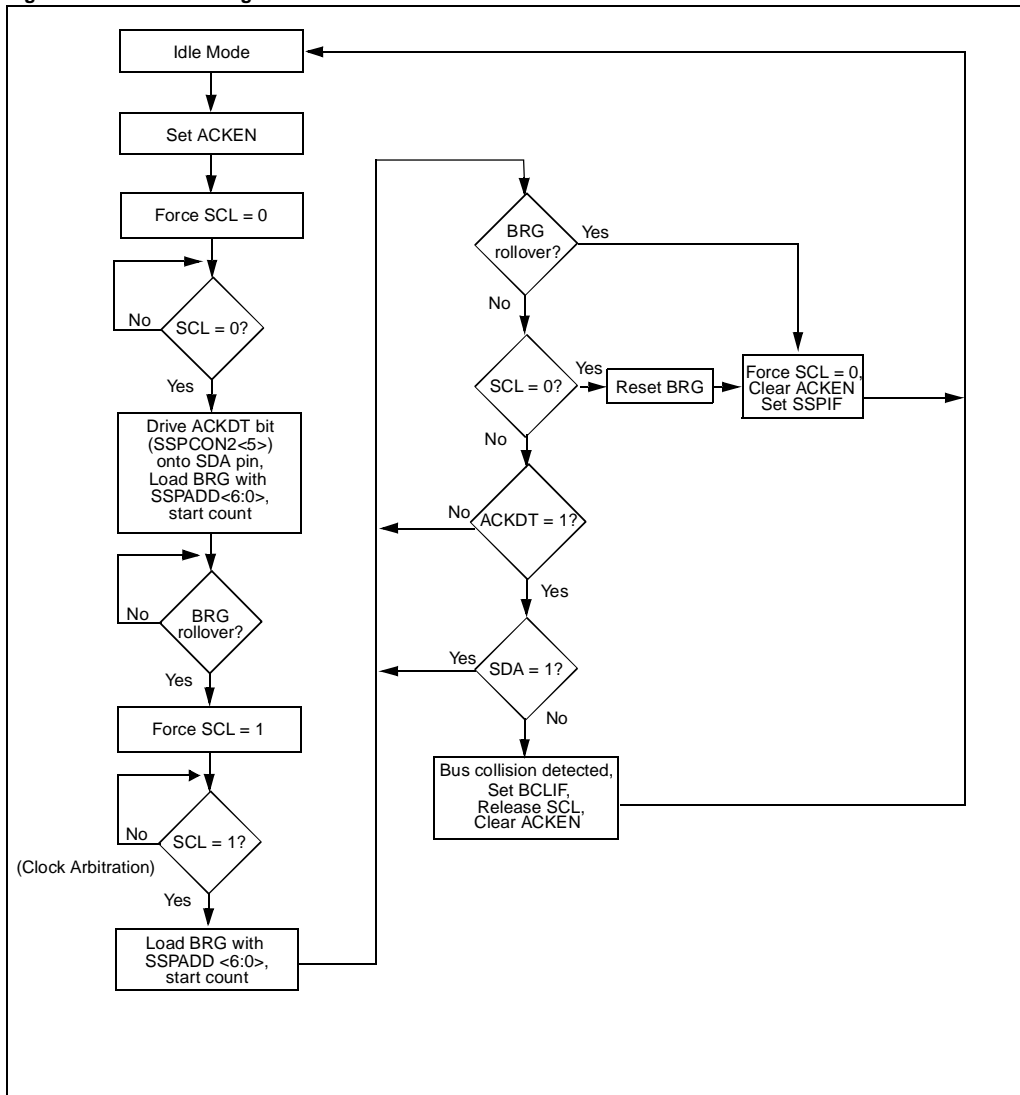 Idle Mode
Set ACKEN
Force SCL = 0
No
SCL = 0?
Yes
Drive ACKDT bit
(SSPCON2<5>)
onto SDA pin,
Load BRG with
SSPADD<6:0>,
start count
No
BRG
rollover?
Yes
Force SCL = 1
No
SCL = 1?
(Clock Arbitration)
Yes
Load BRG with
SSPADD <6:0>,
start count
BRG
rollover?
Yes
No
SCL = 0?
Yes
Reset BRG
Force SCL = 0,
Clear ACKEN
Set SSPIF
No
ACKDT = 1?
No
Yes
SDA = 1?
Yes
No
Bus collision detected,
Set BCLIF,
Release SCL,
Clear ACKEN